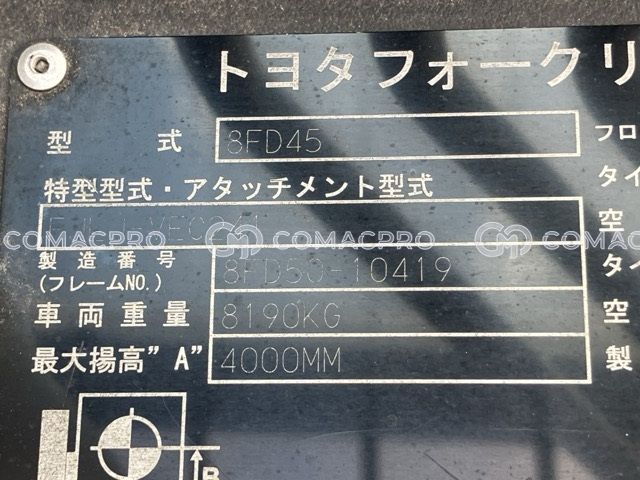 トヨタフォークリ
型 式 8FD45 フロ
特型型式・アタッチメント型式 タイ
空
COMACPRO COMACPRO COMACPRO
製造番号 8FD50-10419 タイ
(フレームNO.)
車両重量 8190KG 空
最大揚高"A" 4000MM 製
B